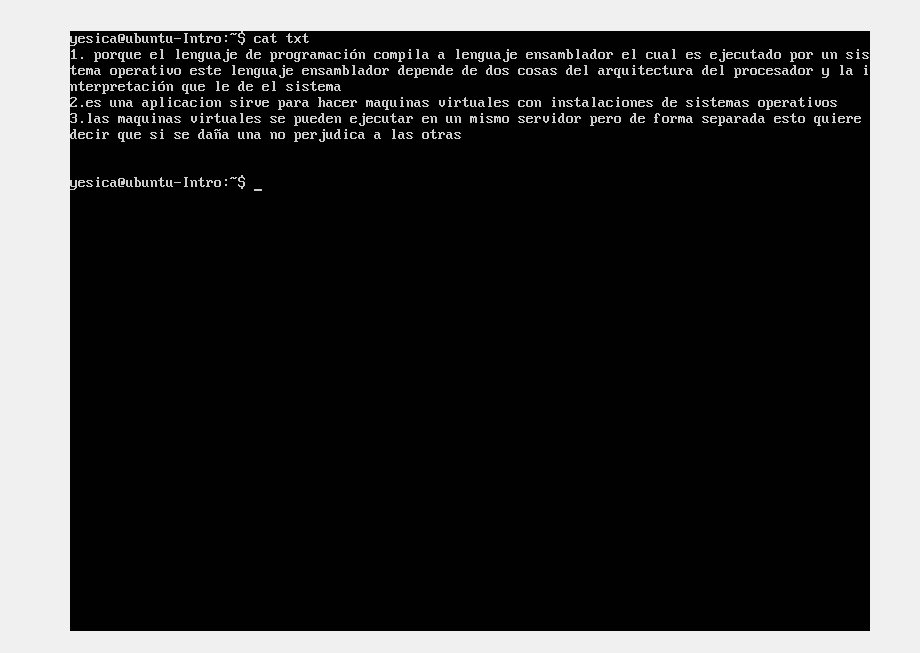 yesica@ubuntu-Intro:~$ cat txt
1. porque el lenguaje de programación compila a lenguaje ensamblador el cual es ejecutado por un sis
tema operativo este lenguaje ensamblador depende de dos cosas del arquitectura del procesador y la i
nterpretación que le de el sistema
2.es una aplicacion sirve para hacer maquinas virtuales con instalaciones de sistemas operativos
3.las maquinas virtuales se pueden ejecutar en un mismo servidor pero de forma separada esto quiere
decir que si se daña una no perjudica a las otras
yesica@ubuntu-Intro:~$ _